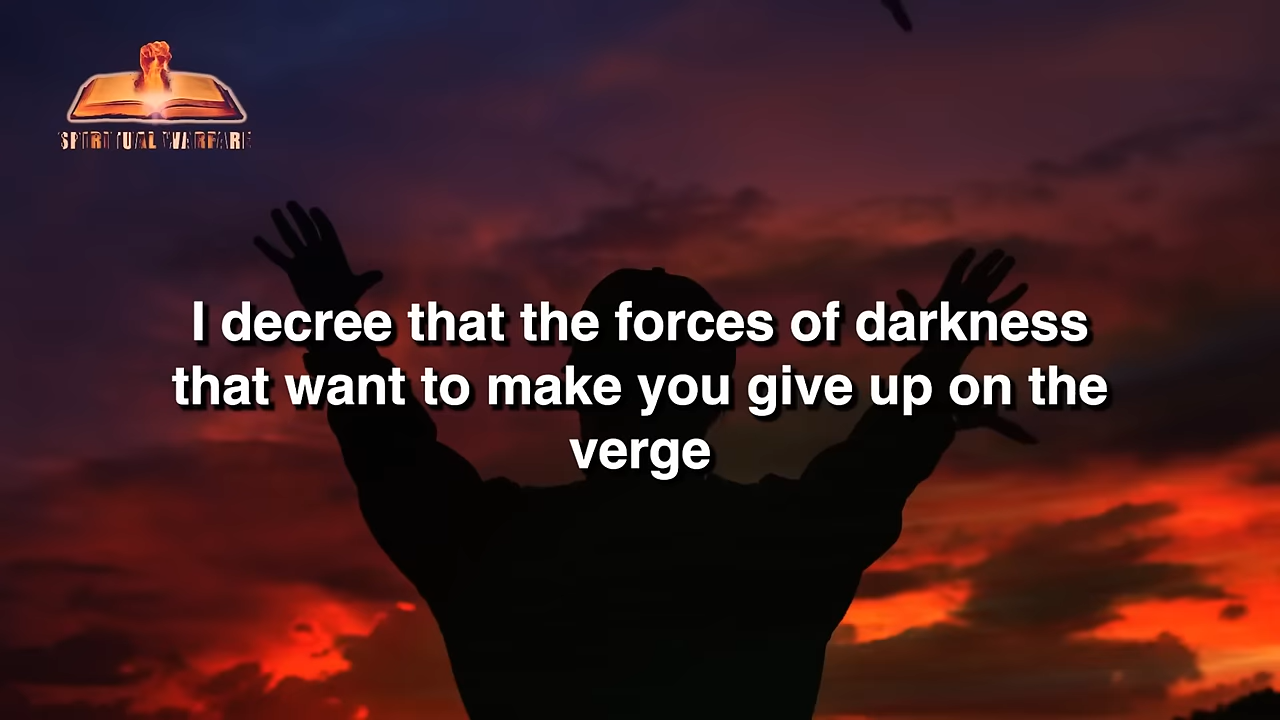 SPIRITUAL WARFARE
I decree that the forces of darkness
that want to make you give up on the
verge